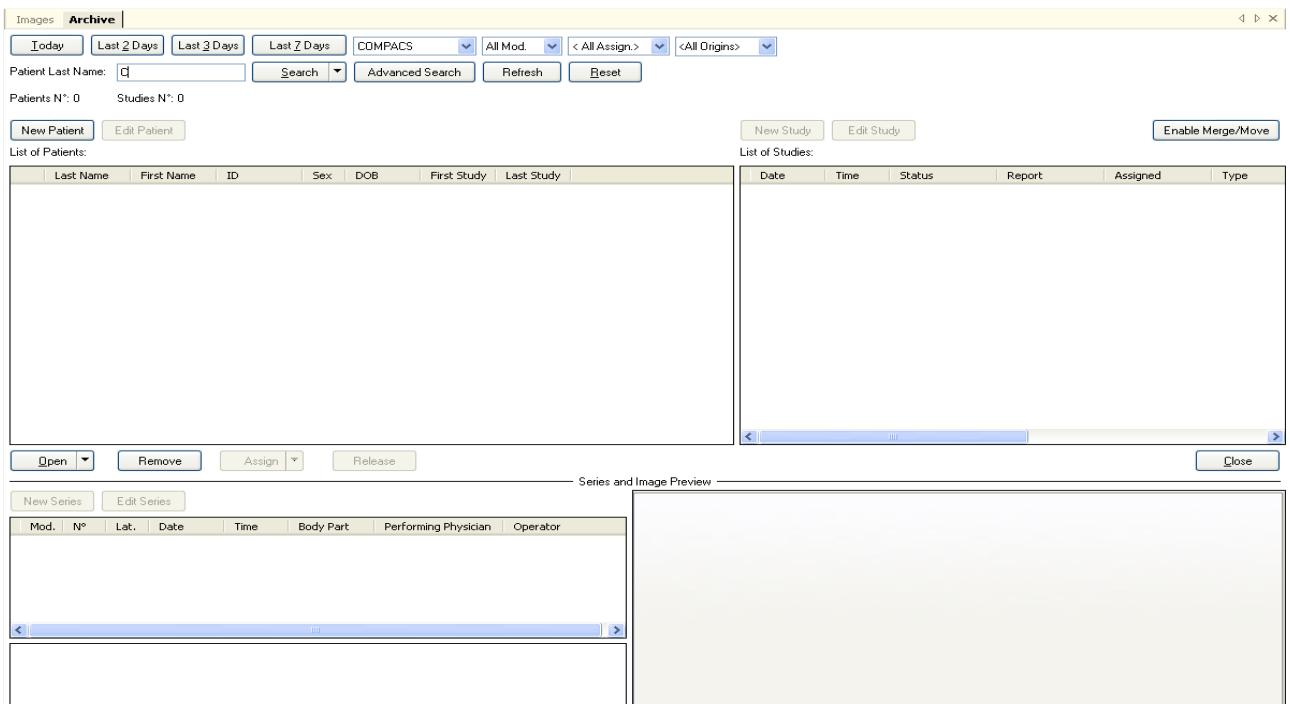 Images Archive
Today Last 2 Days Last 3 Days Last 7 Days COMPACS All Mod. < All Assign.> <All Origins>
Patient Last Name: C Search Advanced Search Refresh Reset
Patients N°: 0 Studies N°: 0
New Patient Edit Patient New Study Edit Study Enable Merge/Move
List of Patients: List of Studies:
Last Name First Name ID Sex DOB First Study Last Study Date Time Status Report Assigned Type
Open Remove Assign Release Close
Series and Image Preview
New Series Edit Series
Mod. N° Lat. Date Time Body Part Performing Physician Operator